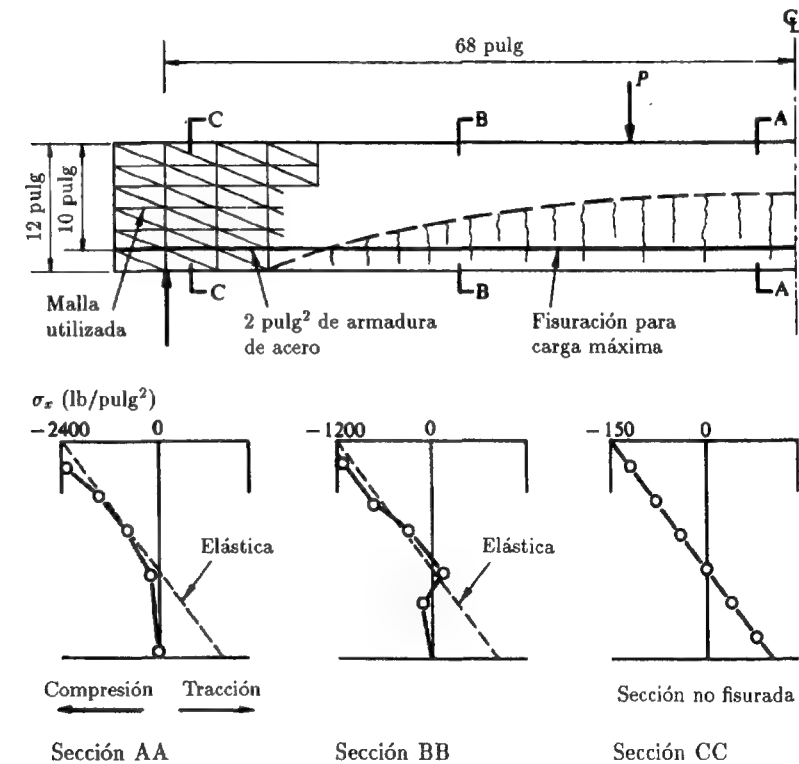 ℄
68 pulg
P
C
B
A
12 pulg
10 pulg
C
B
A
Malla
utilizada
2 pulg² de armadura
de acero
Fisuración para
carga máxima
σₓ (lb/pulg²)
−2400
0
−1200
0
−150
0
Elástica
Elástica
Compresión
Tracción
Sección no fisurada
Sección AA
Sección BB
Sección CC